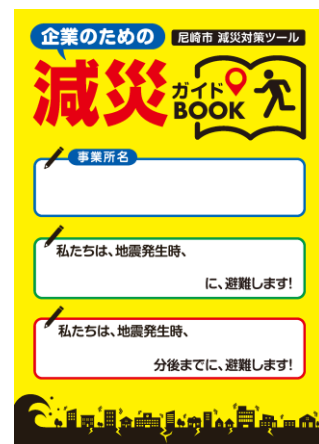 企業のための
尼崎市 減災対策ツール
減災
ガイド
BOOK
事業所名
私たちは、地震発生時、
に、避難します!
私たちは、地震発生時、
分後までに、避難します!